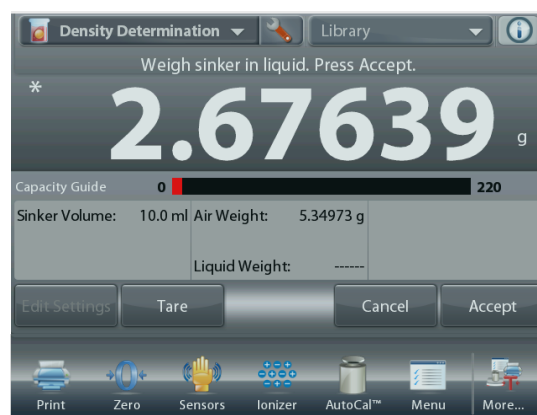 Density Determination Library
Weigh sinker in liquid. Press Accept.
* 2.67639 g
Capacity Guide 0 220
Sinker Volume: 10.0 ml Air Weight: 5.34973 g
Liquid Weight: ------
Edit Settings Tare Cancel Accept
Print Zero Sensors Ionizer AutoCal™ Menu More...